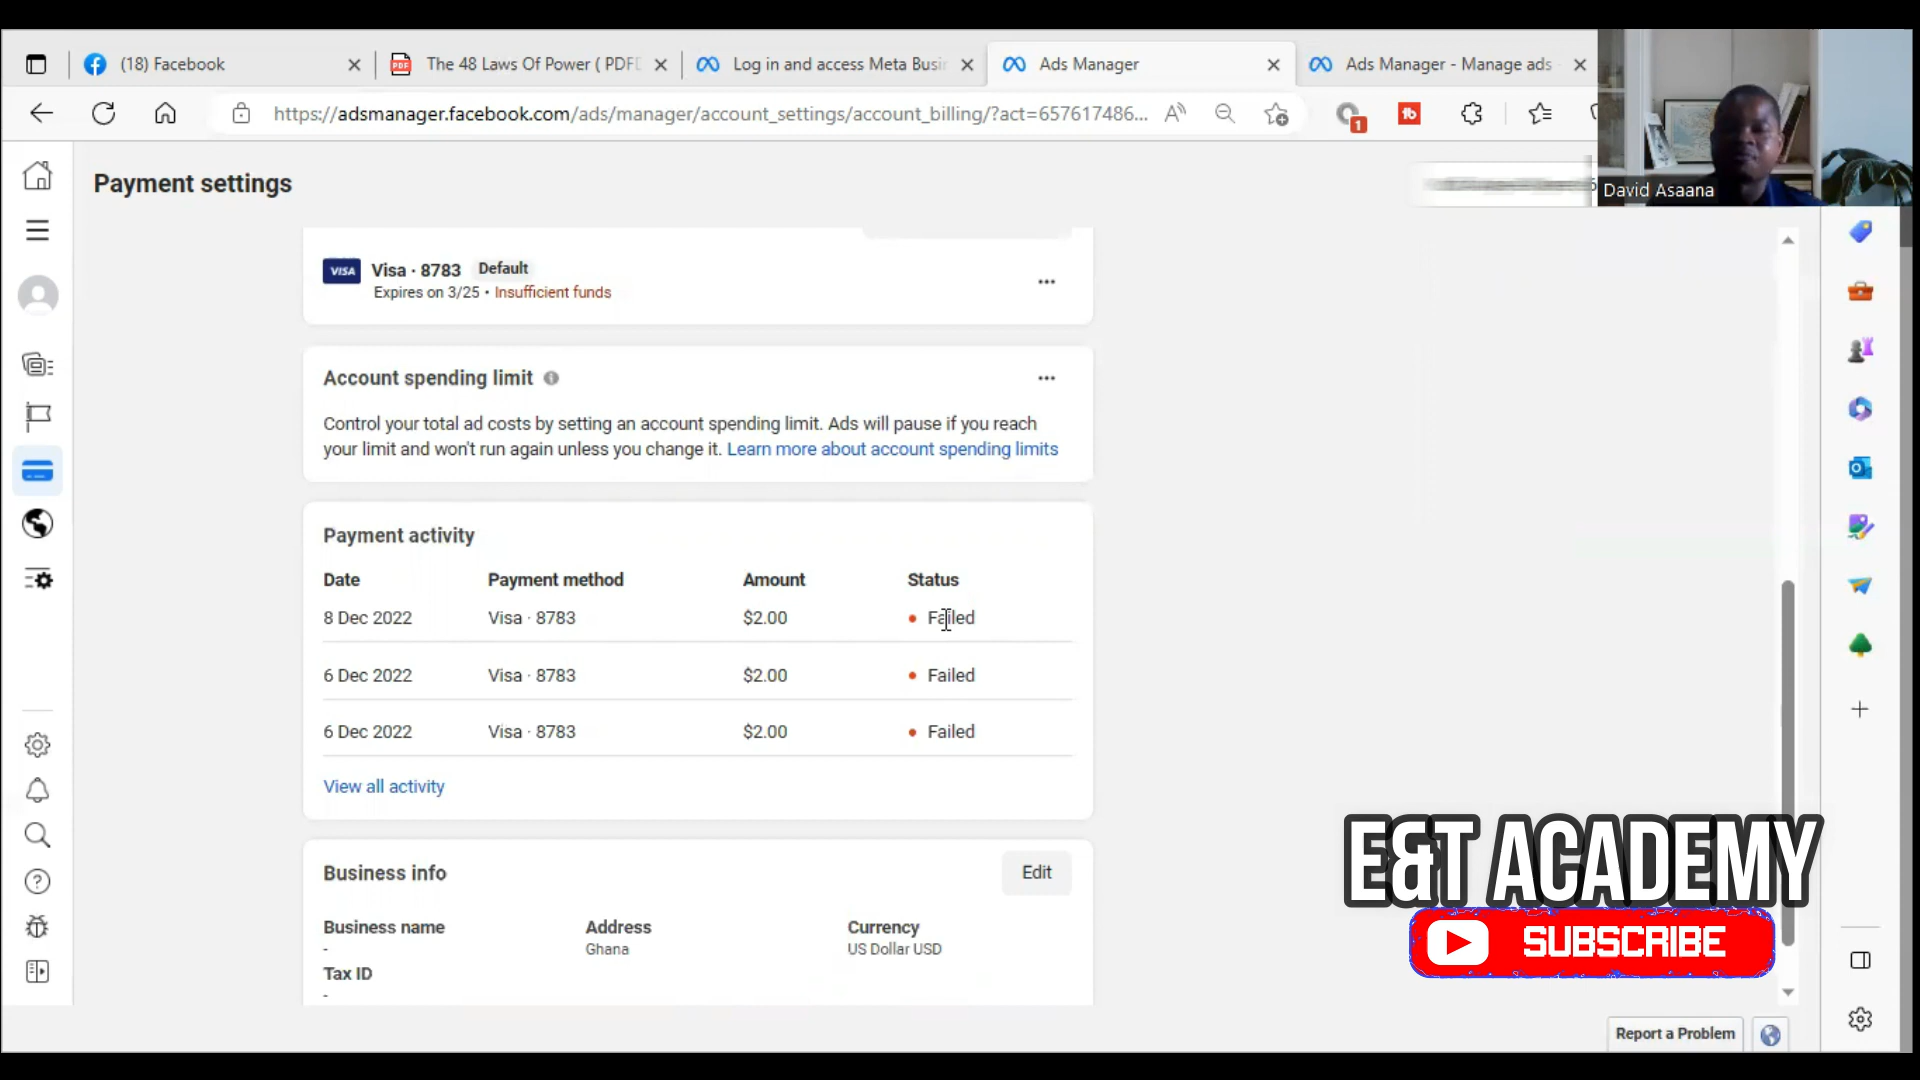 (18) Facebook
The 48 Laws Of Power ( PDFD
Log in and access Meta Busi
Ads Manager
Ads Manager - Manage ads
https://adsmanager.facebook.com/ads/manager/account_settings/account_billing/?act=657617486...
1
David Asaana
Payment settings
VISA
Visa · 8783 Default
Expires on 3/25 • Insufficient funds
Account spending limit
Control your total ad costs by setting an account spending limit. Ads will pause if you reach
your limit and won't run again unless you change it. Learn more about account spending limits
Payment activity
Date Payment method Amount Status
8 Dec 2022 Visa · 8783 $2.00 Failed
6 Dec 2022 Visa · 8783 $2.00 Failed
6 Dec 2022 Visa · 8783 $2.00 Failed
View all activity
Business info
Edit
Business name Address Currency
- Ghana US Dollar USD
Tax ID
-
E&T ACADEMY
SUBSCRIBE
Report a Problem